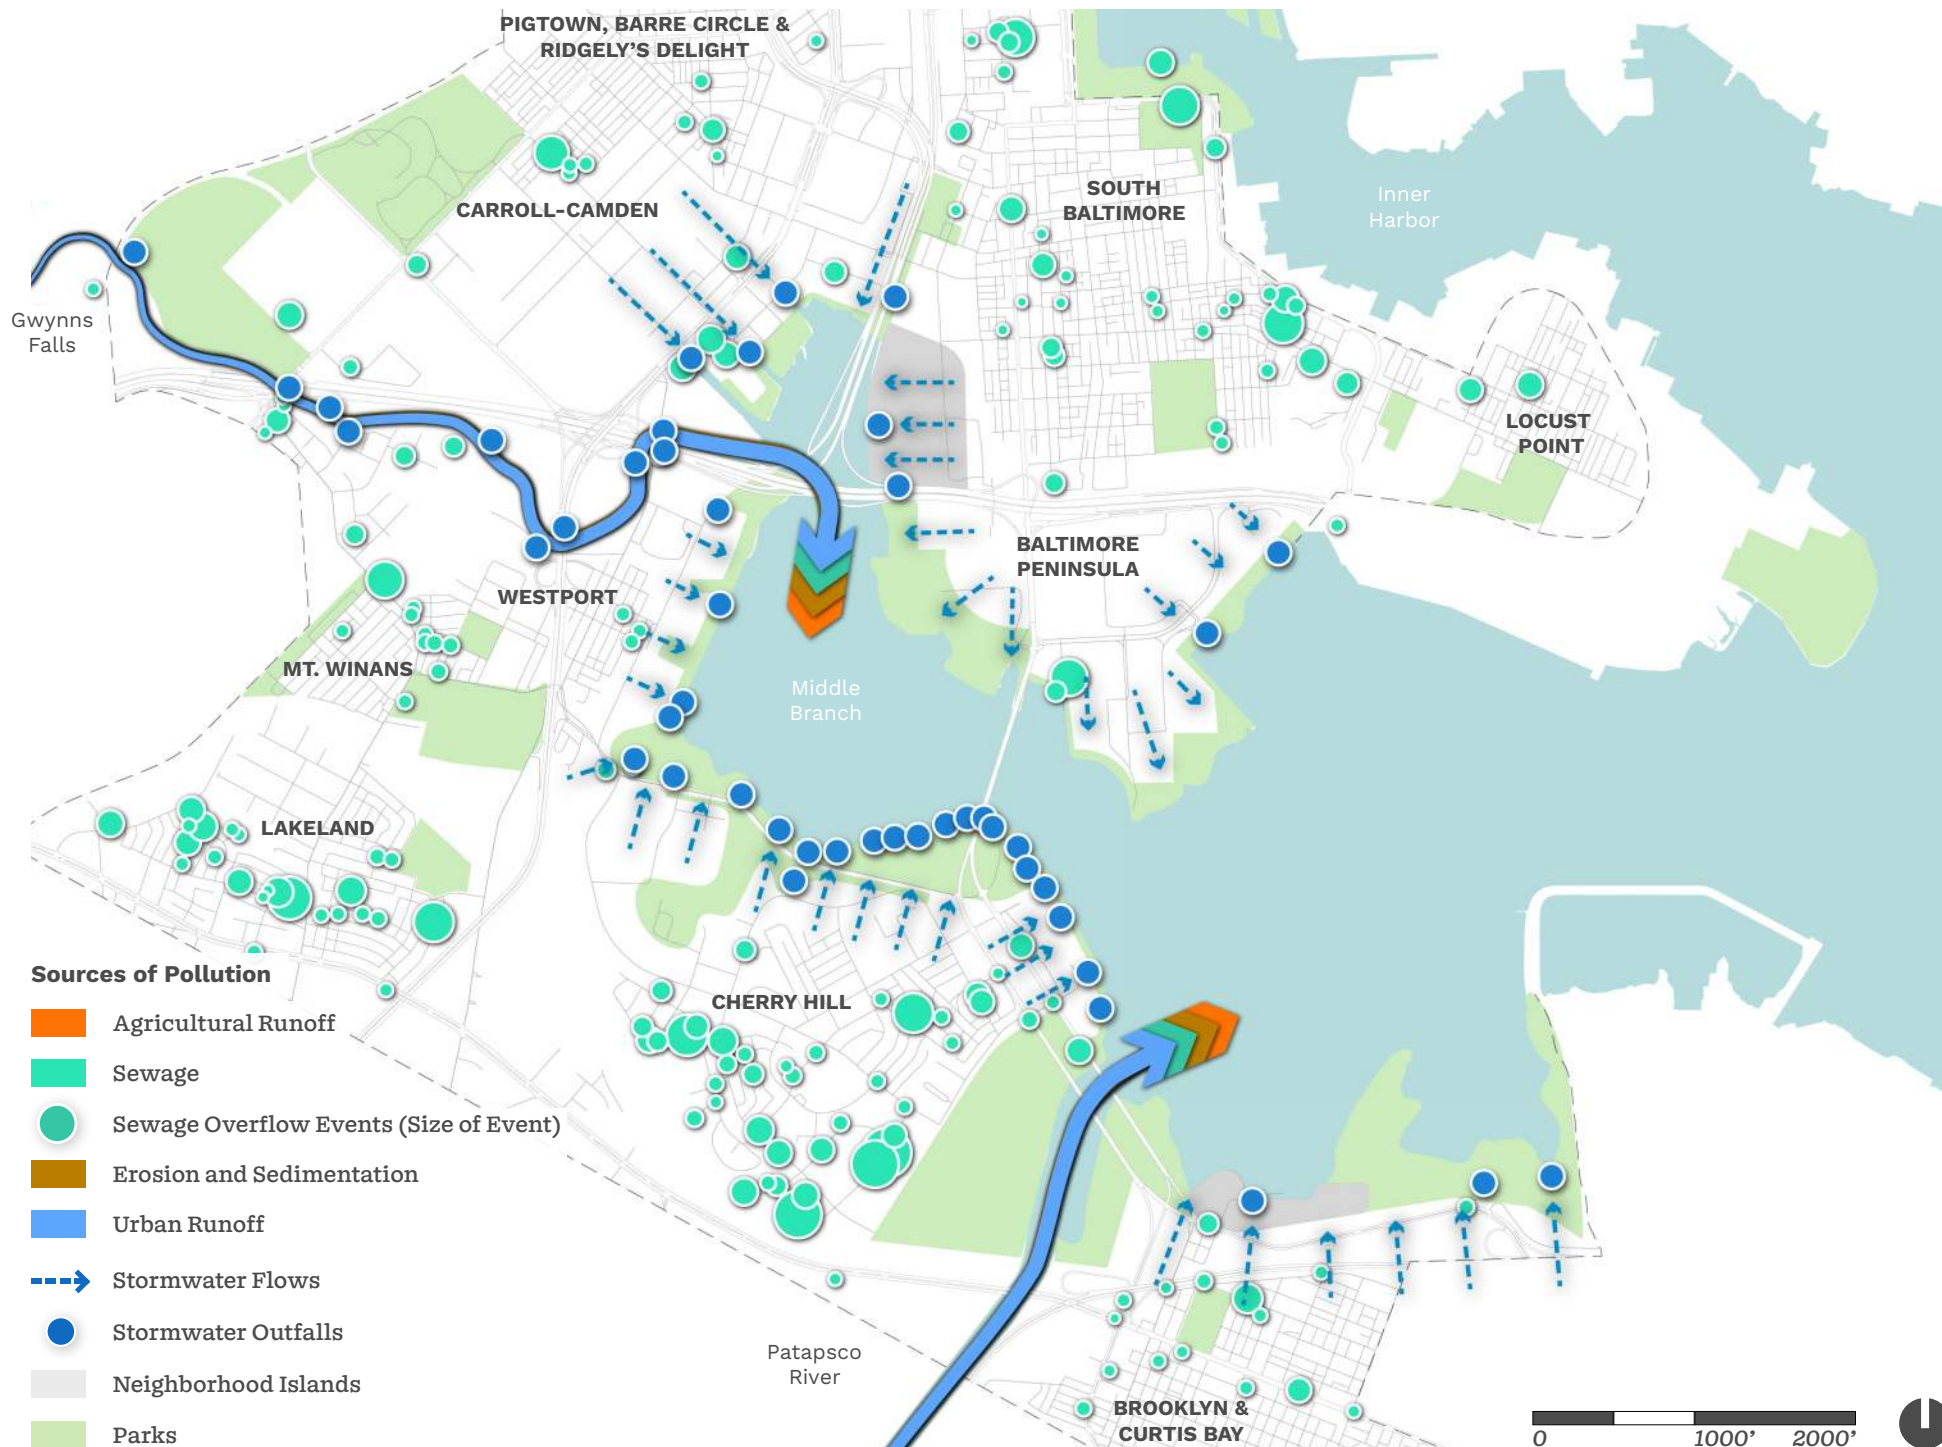 PIGTOWN, BARRE CIRCLE &
RIDGELY'S DELIGHT
CARROLL-CAMDEN
SOUTH
BALTIMORE
Inner
Harbor
Gwynns
Falls
LOCUST
POINT
BALTIMORE
PENINSULA
WESTPORT
MT. WINANS
Middle
Branch
LAKELAND
CHERRY HILL
Sources of Pollution
Agricultural Runoff
Sewage
Sewage Overflow Events (Size of Event)
Erosion and Sedimentation
Urban Runoff
Stormwater Flows
Stormwater Outfalls
Neighborhood Islands
Parks
Patapsco
River
BROOKLYN &
CURTIS BAY
0 1000’ 2000’